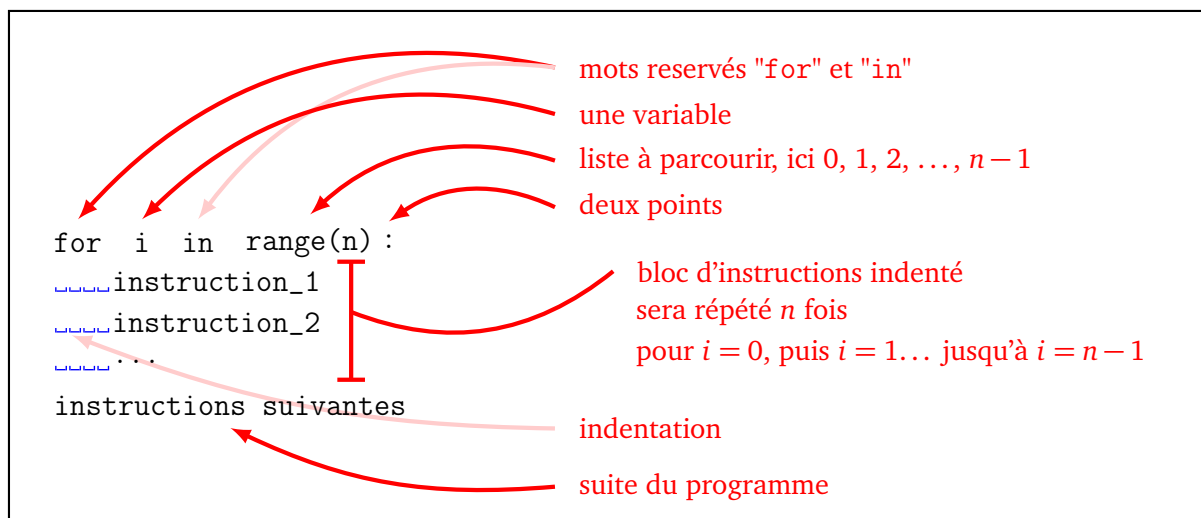 mots reservés "for" et "in"
une variable
liste à parcourir, ici 0, 1, 2, ..., n − 1
deux points
for i in range(n) :
␣␣␣␣instruction_1
bloc d'instructions indenté
sera répété n fois
␣␣␣␣instruction_2
pour i = 0, puis i = 1... jusqu'à i = n − 1
␣␣␣␣...
instructions suivantes
indentation
suite du programme